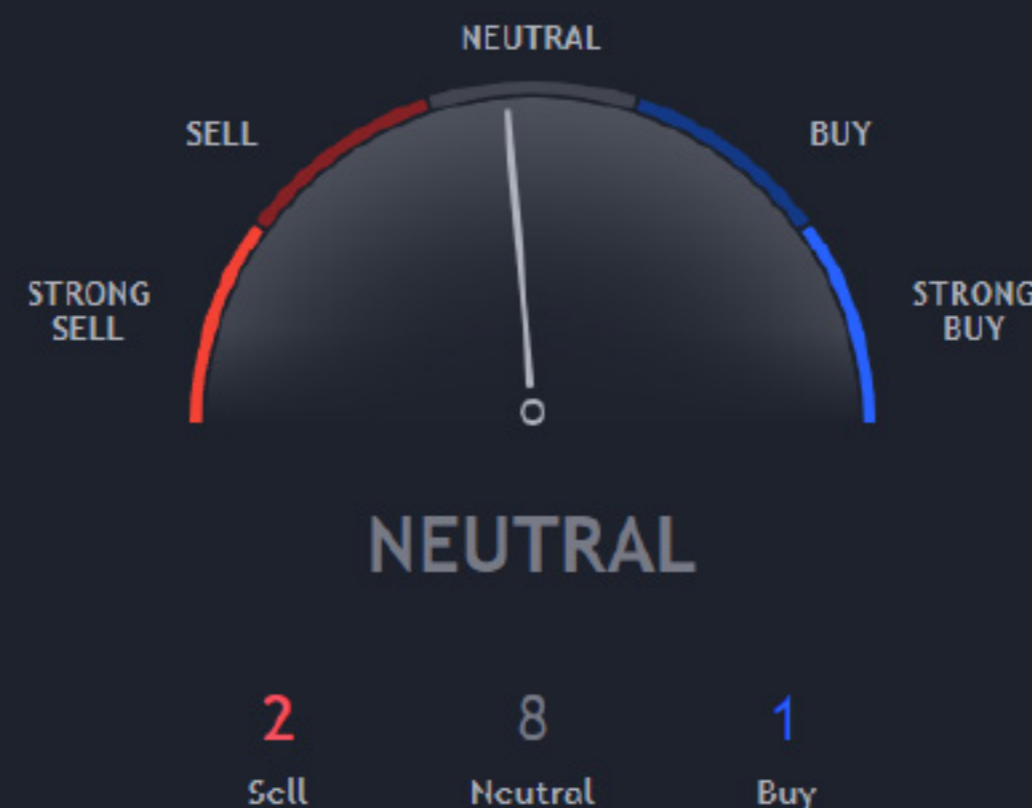 NEUTRAL
SELL BUY
STRONG
SELL
STRONG
BUY
NEUTRAL
2 8 1
Sell Neutral Buy